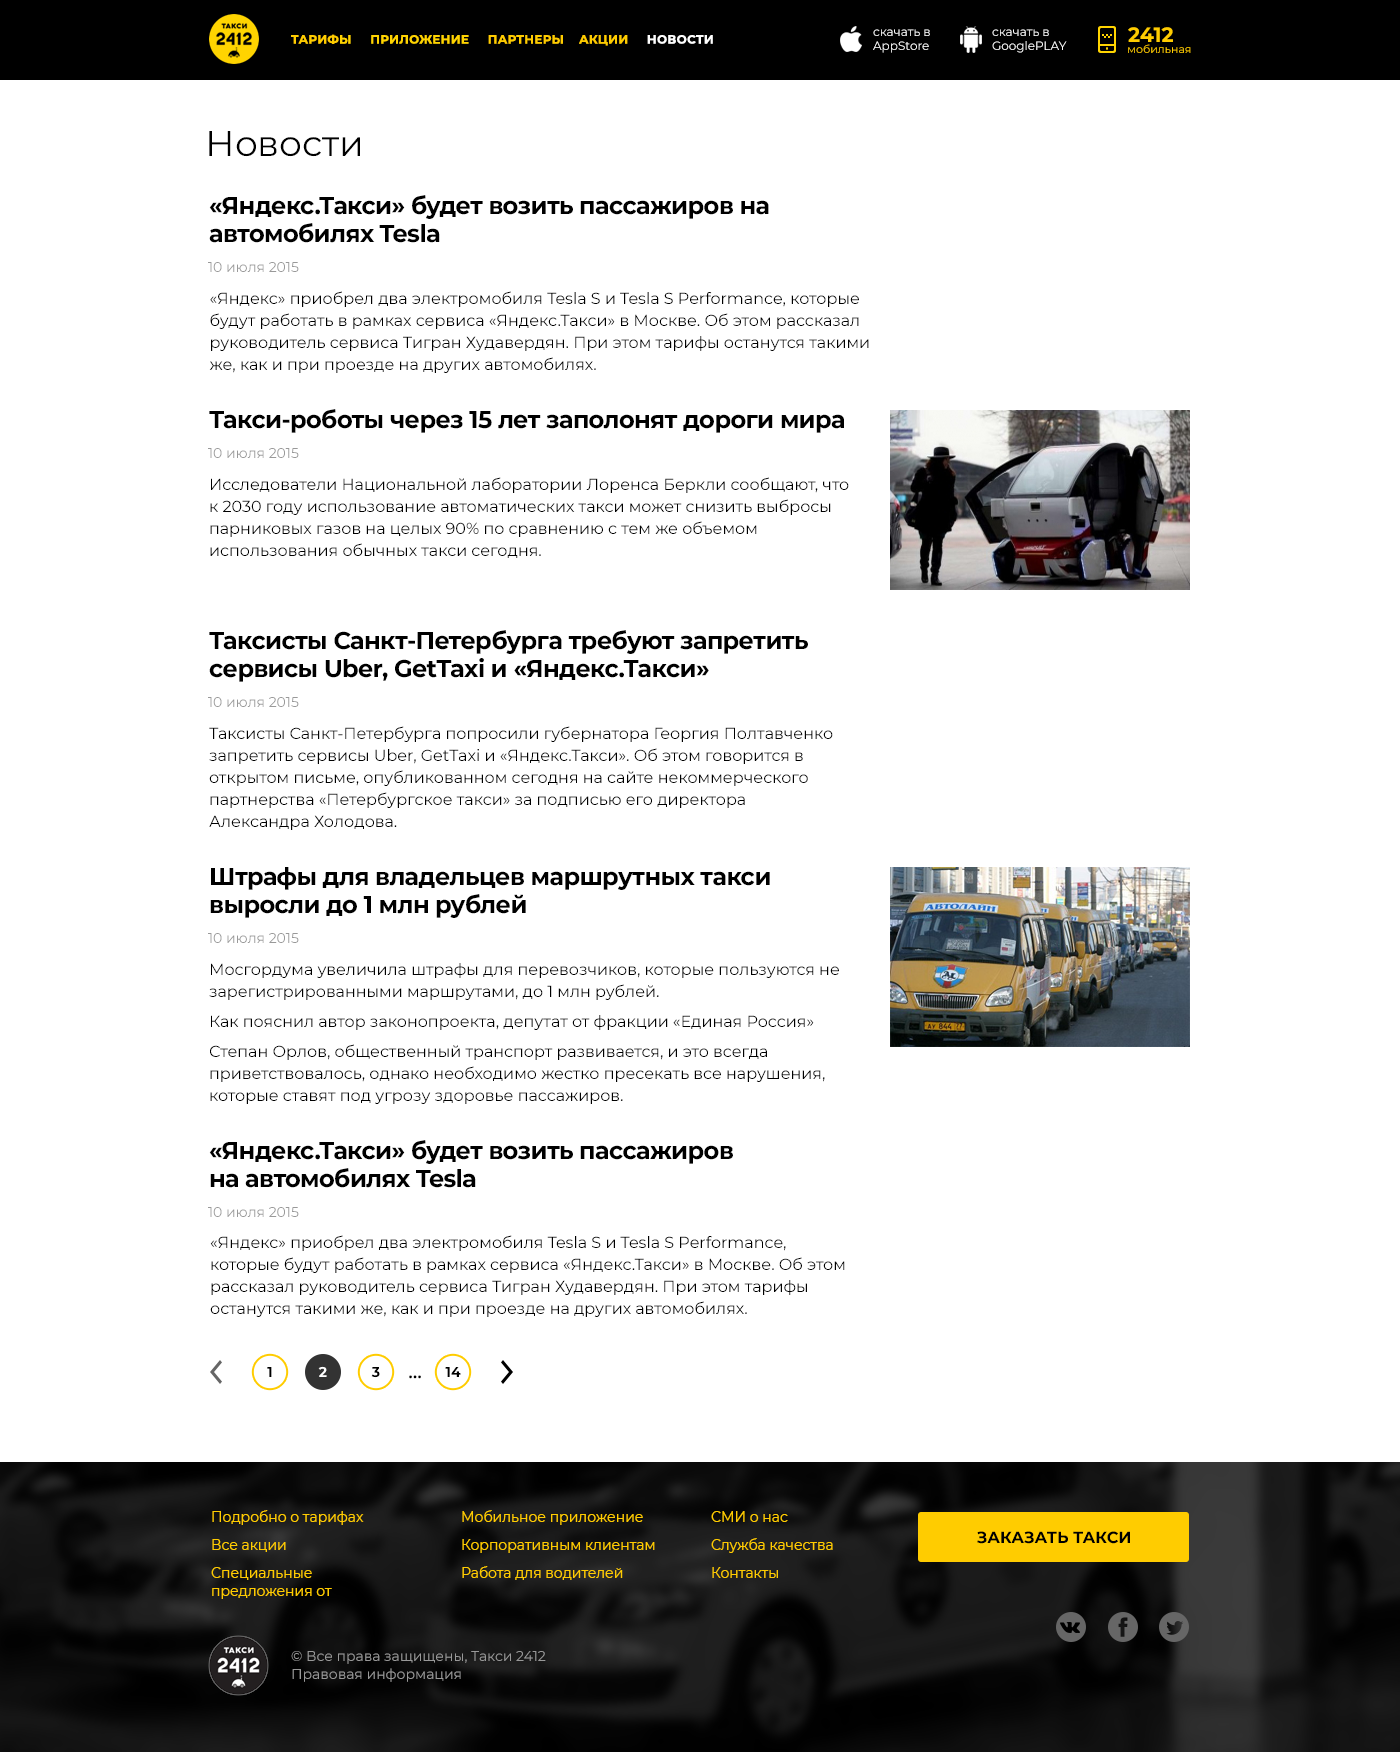 ТАКСИ
2412
ТАРИФЫ
ПРИЛОЖЕНИЕ
ПАРТНЕРЫ
АКЦИИ
НОВОСТИ
скачать в
AppStore
скачать в
GooglePLAY
2412
мобильная
Новости
«Яндекс.Такси» будет возить пассажиров на
автомобилях Tesla
10 июля 2015
«Яндекс» приобрел два электромобиля Tesla S и Tesla S Performance, которые
будут работать в рамках сервиса «Яндекс.Такси» в Москве. Об этом рассказал
руководитель сервиса Тигран Худавердян. При этом тарифы останутся такими
же, как и при проезде на других автомобилях.
Такси-роботы через 15 лет заполонят дороги мира
10 июля 2015
Исследователи Национальной лаборатории Лоренса Беркли сообщают, что
к 2030 году использование автоматических такси может снизить выбросы
парниковых газов на целых 90% по сравнению с тем же объемом
использования обычных такси сегодня.
Таксисты Санкт-Петербурга требуют запретить
сервисы Uber, GetTaxi и «Яндекс.Такси»
10 июля 2015
Таксисты Санкт-Петербурга попросили губернатора Георгия Полтавченко
запретить сервисы Uber, GetTaxi и «Яндекс.Такси». Об этом говорится в
открытом письме, опубликованном сегодня на сайте некоммерческого
партнерства «Петербургское такси» за подписью его директора
Александра Холодова.
Штрафы для владельцев маршрутных такси
выросли до 1 млн рублей
10 июля 2015
Мосгордума увеличила штрафы для перевозчиков, которые пользуются не
зарегистрированными маршрутами, до 1 млн рублей.
Как пояснил автор законопроекта, депутат от фракции «Единая Россия»
Степан Орлов, общественный транспорт развивается, и это всегда
приветствовалось, однако необходимо жестко пресекать все нарушения,
которые ставят под угрозу здоровье пассажиров.
АВТОЛАЙН
АУ 844 77
«Яндекс.Такси» будет возить пассажиров
на автомобилях Tesla
10 июля 2015
«Яндекс» приобрел два электромобиля Tesla S и Tesla S Performance,
которые будут работать в рамках сервиса «Яндекс.Такси» в Москве. Об этом
рассказал руководитель сервиса Тигран Худавердян. При этом тарифы
останутся такими же, как и при проезде на других автомобилях.
1
2
3
...
14
Подробно о тарифах
Все акции
Специальные
предложения от
Мобильное приложение
Корпоративным клиентам
Работа для водителей
СМИ о нас
Служба качества
Контакты
ЗАКАЗАТЬ ТАКСИ
ТАКСИ
2412
© Все права защищены, Такси 2412
Правовая информация